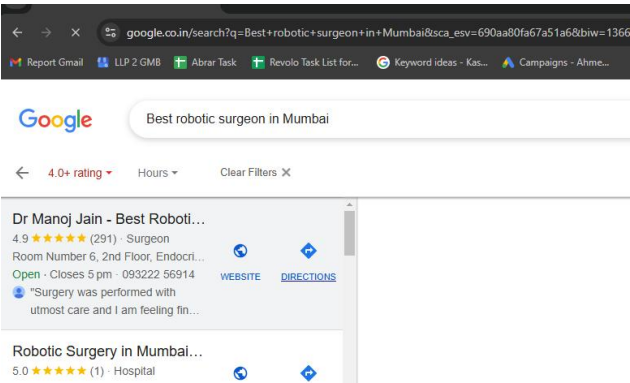 google.co.in/search?q=Best+robotic+surgeon+in+Mumbai&sca_esv=690aa80fa67a51a6&biw=1366
Report Gmail LLP 2 GMB Abrar Task Revolo Task List for... Keyword ideas - Kas... Campaigns - Ahme...
Google Best robotic surgeon in Mumbai
4.0+ rating Hours Clear Filters
Dr Manoj Jain - Best Roboti...
4.9 (291) · Surgeon
Room Number 6, 2nd Floor, Endocri...
Open · Closes 5 pm · 093222 56914
WEBSITE DIRECTIONS
"Surgery was performed with
utmost care and I am feeling fin...
Robotic Surgery in Mumbai...
5.0 (1) · Hospital